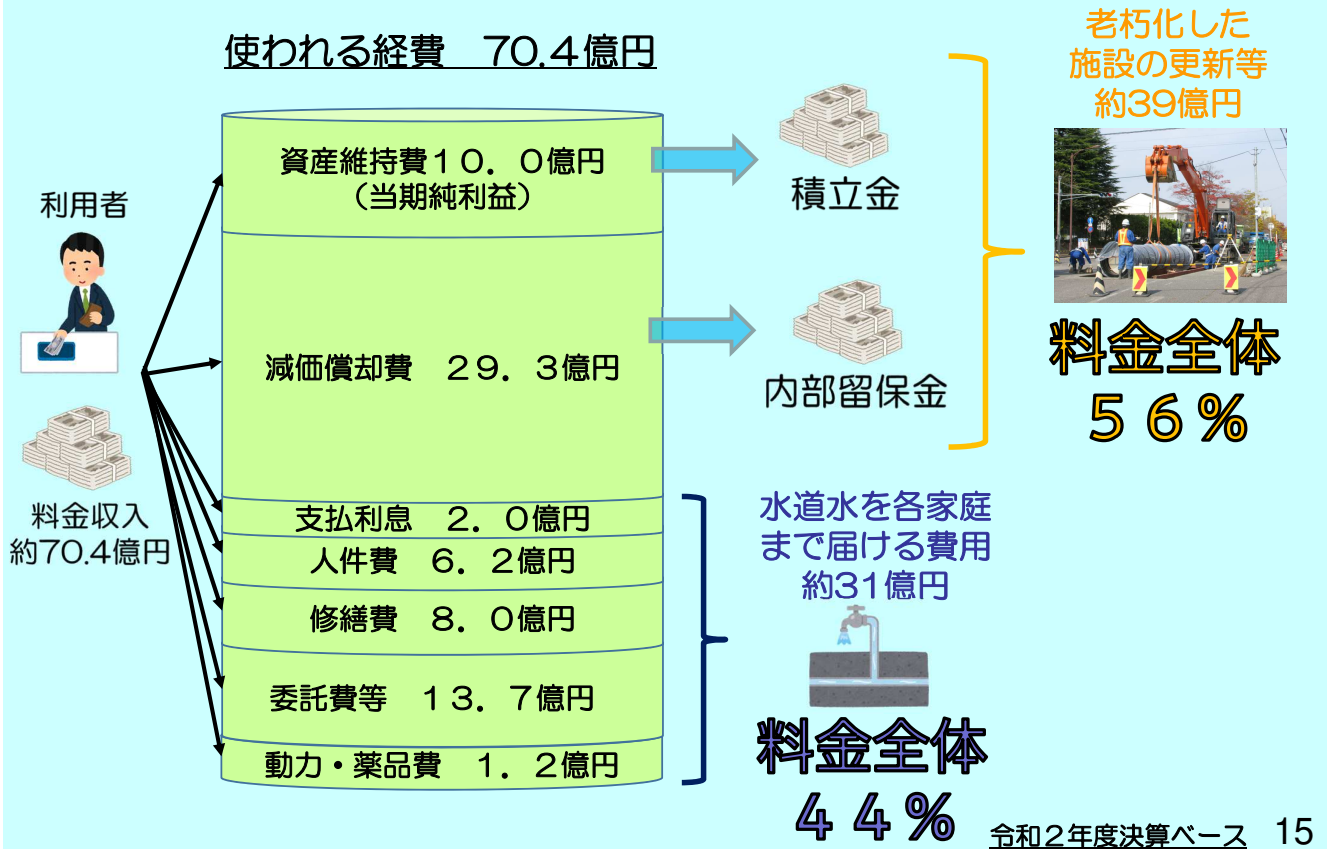 使われる経費　70.4億円
利用者
料金収入
約70.4億円
資産維持費１０．０億円
（当期純利益）
減価償却費　２９．３億円
支払利息　２．０億円
人件費　６．２億円
修繕費　８．０億円
委託費等　１３．７億円
動力・薬品費　１．２億円
積立金
内部留保金
老朽化した
施設の更新等
約39億円
料金全体
５６％
水道水を各家庭
まで届ける費用
約31億円
料金全体
４４％
令和２年度決算ベース
15